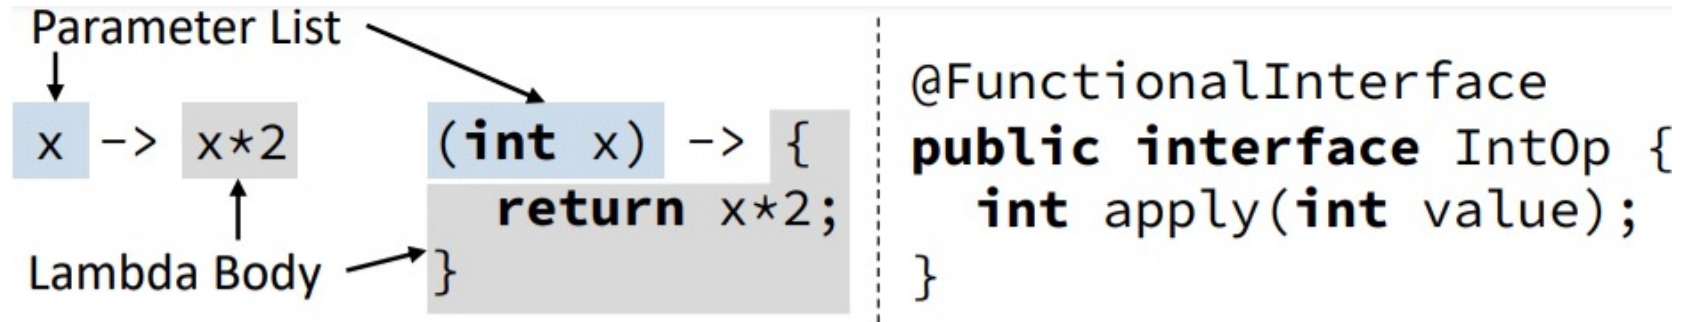 Parameter List
x -> x*2
(int x) -> {
return x*2;
}
Lambda Body
@FunctionalInterface
public interface IntOp {
int apply(int value);
}